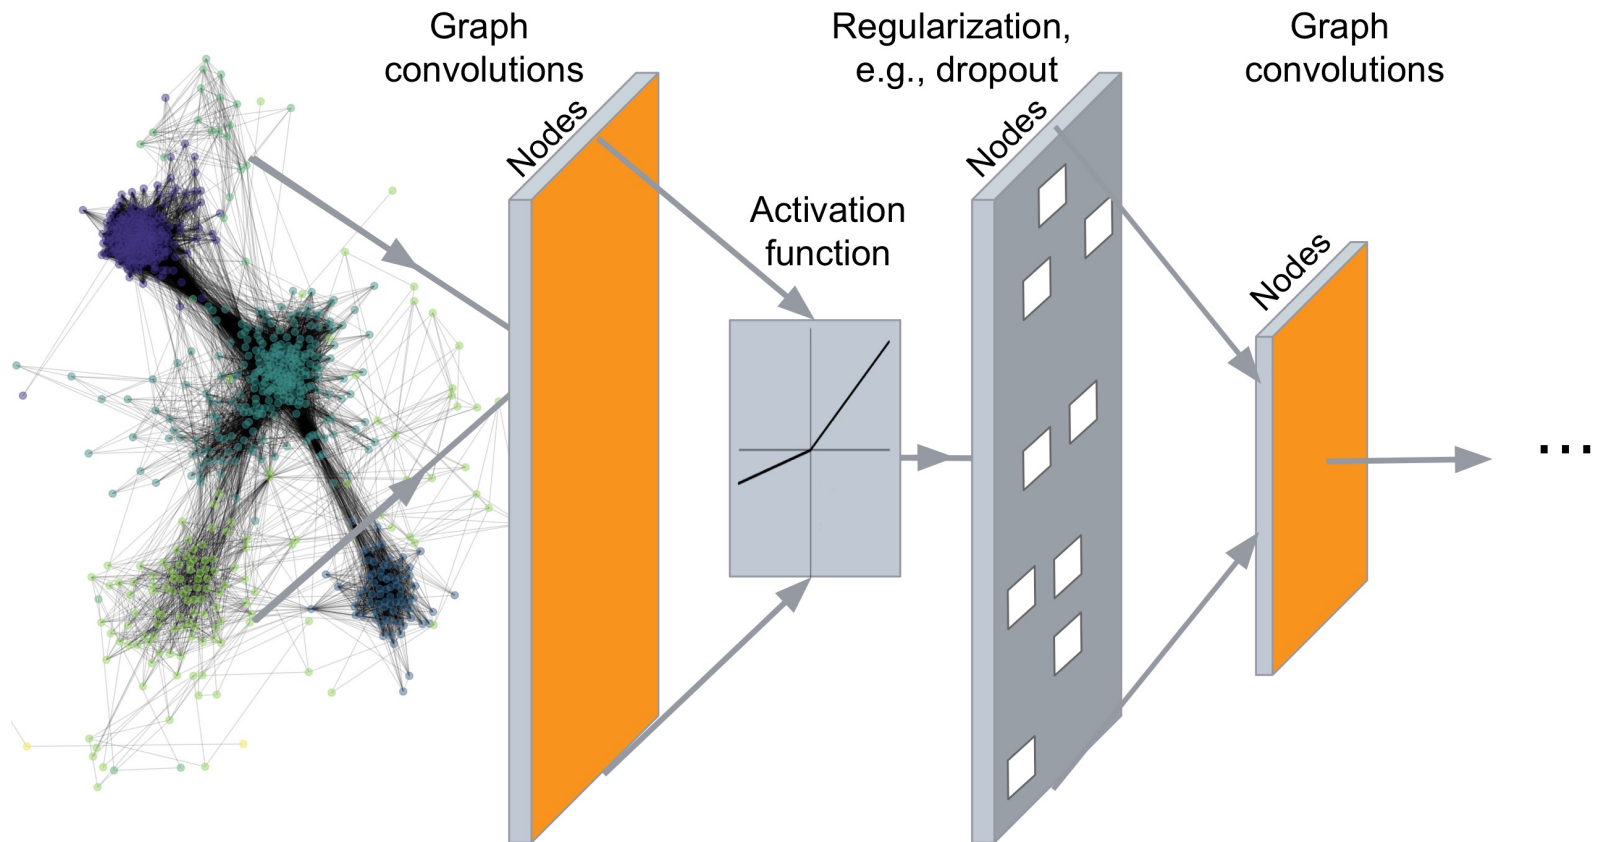 Graph
convolutions
Nodes
Activation
function
Regularization,
e.g., dropout
Nodes
Graph
convolutions
Nodes
...